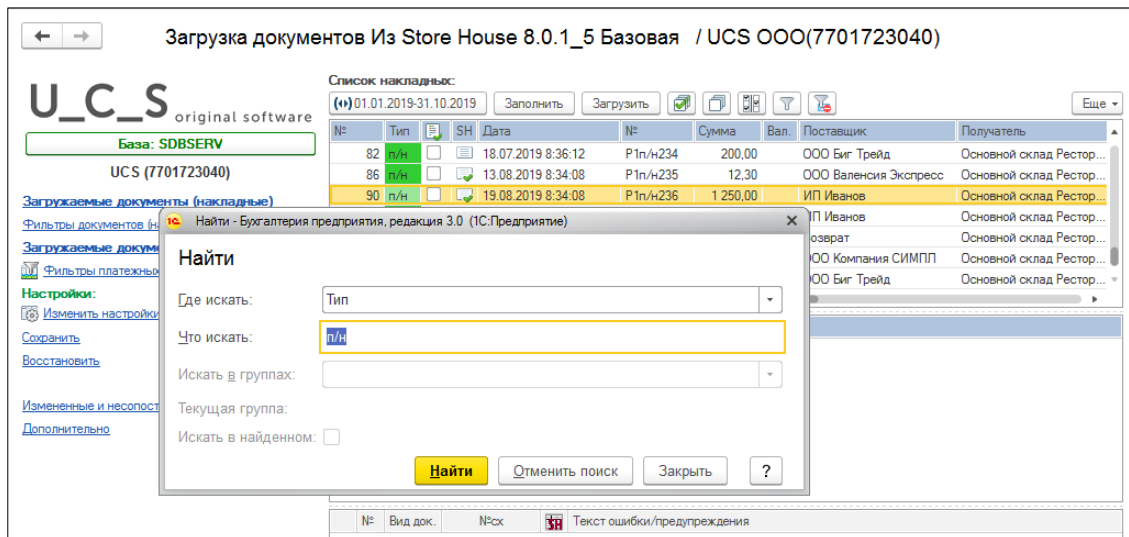 Загрузка документов Из Store House 8.0.1_5 Базовая / UCS ООО(7701723040)
U_C_S original software
База: SDBSERV
UCS (7701723040)
Загружаемые документы (накладные)
Фильтры документов (н
Загружаемые докуме
Фильтры платежных
Настройки:
Изменить настройки
Сохранить
Восстановить
Измененные и несопост
Дополнительно
Список накладных:
01.01.2019-31.10.2019 Заполнить Загрузить Еще
№ Тип SH Дата № Сумма Вал. Поставщик Получатель
82 п/н 18.07.2019 8:36:12 Р1п/н234 200,00 ООО Биг Трейд Основной склад Рестор...
86 п/н 13.08.2019 8:34:08 Р1п/н235 12,30 ООО Валенсия Экспресс Основной склад Рестор...
90 п/н 19.08.2019 8:34:08 Р1п/н236 1 250,00 ИП Иванов Основной склад Рестор...
ИП Иванов Основной склад Рестор...
озврат Основной склад Рестор...
ООО Компания СИМПЛ Основной склад Рестор...
ООО Биг Трейд Основной склад Рестор...
1С Найти - Бухгалтерия предприятия, редакция 3.0 (1С:Предприятие)
Найти
Где искать: Тип
Что искать: п/н
Искать в группах:
Текущая группа:
Искать в найденном:
Найти Отменить поиск Закрыть ?
№ Вид док. №сх SH Текст ошибки/предупреждения